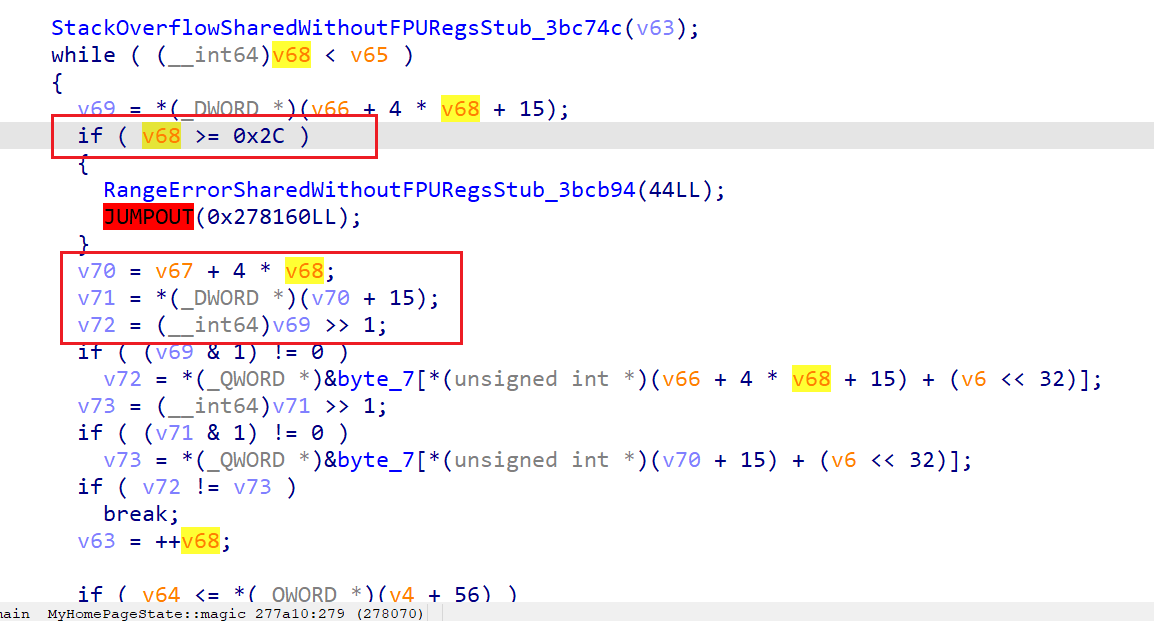 StackOverflowSharedWithoutFPURegsStub_3bc74c(v63);
while ( (__int64)v68 < v65 )
{
v69 = *(_DWORD *)(v66 + 4 * v68 + 15);
if ( v68 >= 0x2C )
{
RangeErrorSharedWithoutFPURegsStub_3bcb94(44LL);
JUMPOUT(0x278160LL);
}
v70 = v67 + 4 * v68;
v71 = *(_DWORD *)(v70 + 15);
v72 = (__int64)v69 >> 1;
if ( (v69 & 1) != 0 )
v72 = *(_QWORD *)&byte_7[*(unsigned int *)(v66 + 4 * v68 + 15) + (v6 << 32)];
v73 = (__int64)v71 >> 1;
if ( (v71 & 1) != 0 )
v73 = *(_QWORD *)&byte_7[*(unsigned int *)(v70 + 15) + (v6 << 32)];
if ( v72 != v73 )
break;
v63 = ++v68;
if ( v64 <= *(_QWORD *)(v4 + 56) )
main MyHomePageState::magic 277a10:279 (278070)